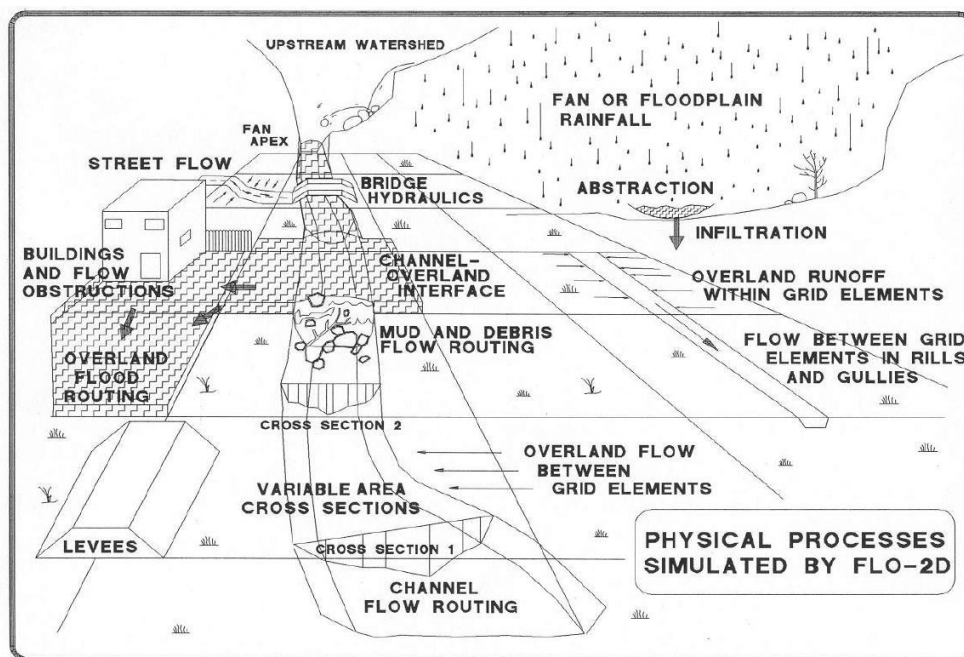 UPSTREAM WATERSHED
FAN OR FLOODPLAIN
RAINFALL
FAN
APEX
STREET FLOW
BRIDGE
HYDRAULICS
ABSTRACTION
INFILTRATION
BUILDINGS
AND FLOW
OBSTRUCTIONS
CHANNEL-
OVERLAND
INTERFACE
OVERLAND RUNOFF
WITHIN GRID ELEMENTS
MUD AND DEBRIS
FLOW ROUTING
FLOW BETWEEN GRID
ELEMENTS IN RILLS
AND GULLIES
OVERLAND
FLOOD
ROUTING
CROSS SECTION 2
OVERLAND FLOW
BETWEEN
GRID ELEMENTS
VARIABLE AREA
CROSS SECTIONS
LEVEES
CROSS SECTION 1
CHANNEL
FLOW ROUTING
PHYSICAL PROCESSES
SIMULATED BY FLO-2D